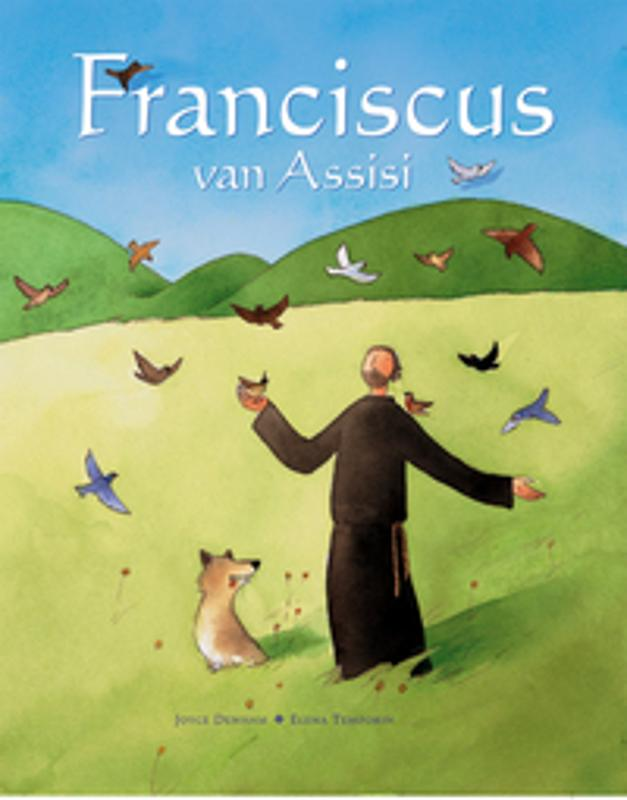 Franciscus
van Assisi
Joyce Denham ◆ Elena Temporin